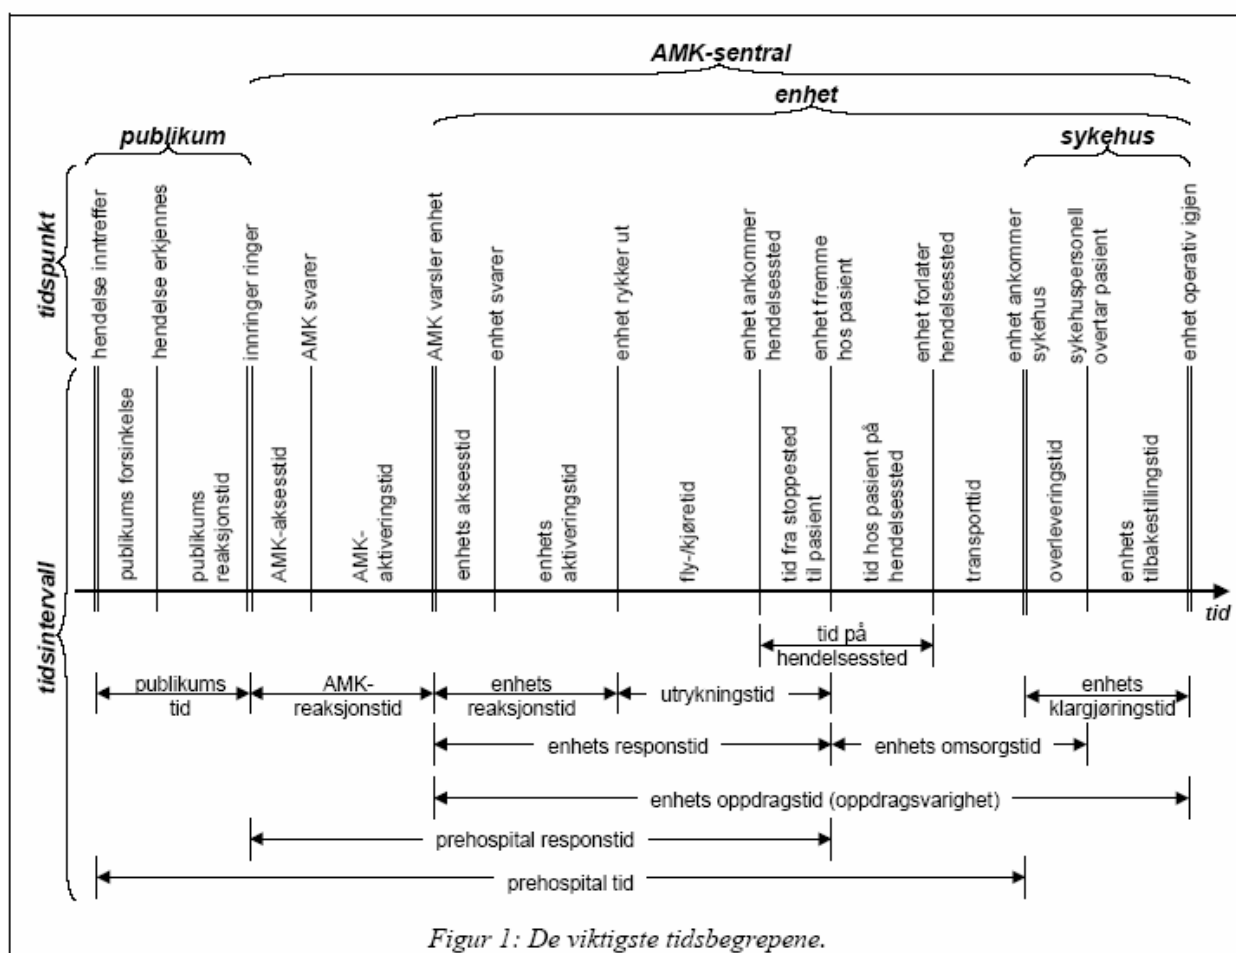 AMK-sentral
enhet
publikum
sykehus
tidspunkt
hendelse inntreffer
hendelse erkjennes
innringer ringer
AMK svarer
AMK varsler enhet
enhet svarer
enhet rykker ut
enhet ankommer
hendelsessted
enhet fremme
hos pasient
enhet forlater
hendelsessted
enhet ankommer
sykehus
sykehuspersonell
overtar pasient
enhet operativ igjen
tidsintervall
publikums forsinkelse
publikums
reaksjonstid
AMK-aksesstid
AMK-
aktiveringstid
enhets aksesstid
enhets
aktiveringstid
fly-/kjøretid
tid fra stoppested
til pasient
tid hos pasient på
hendelsessted
transporttid
overleveringstid
enhets
tilbakestillingstid
tid
tid på
hendelsessted
publikums
tid
AMK-
reaksjonstid
enhets
reaksjonstid
utrykningstid
enhets
klargjøringstid
enhets responstid
enhets omsorgstid
enhets oppdragstid (oppdragsvarighet)
prehospital responstid
prehospital tid
Figur 1: De viktigste tidsbegrepene.